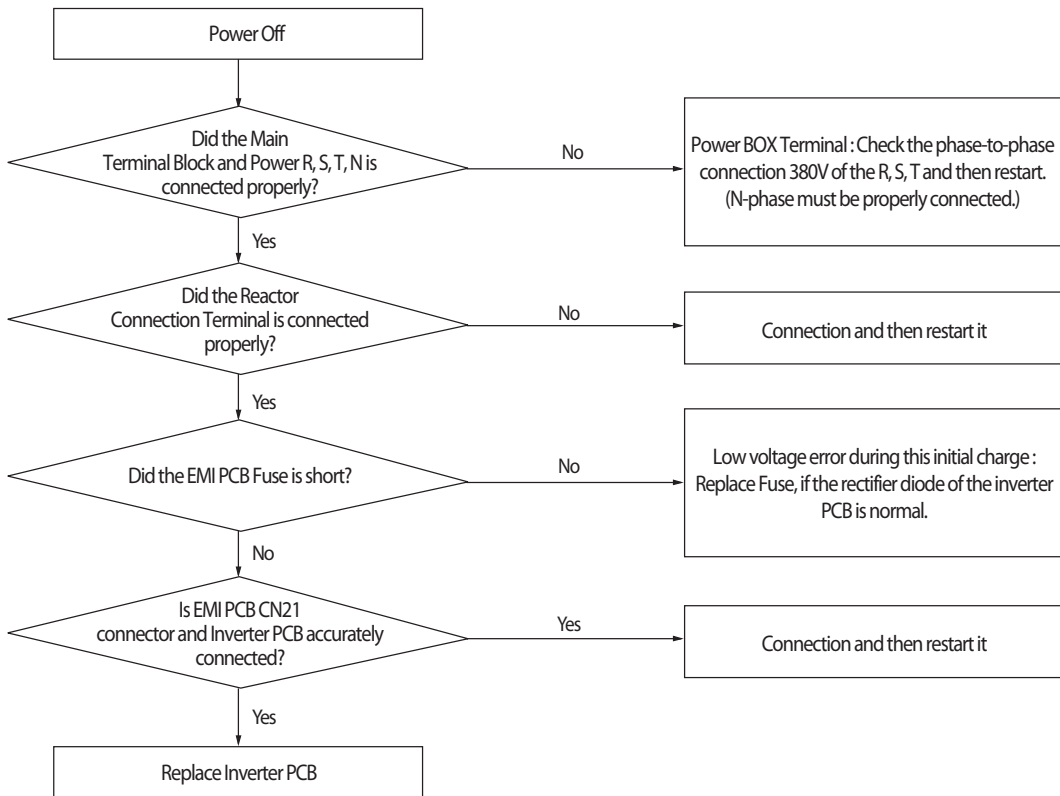 Power Off
Did the Main
Terminal Block and Power R, S, T, N is
connected properly?
No
Power BOX Terminal : Check the phase-to-phase
connection 380V of the R, S, T and then restart.
(N-phase must be properly connected.)
Yes
Did the Reactor
Connection Terminal is connected
properly?
No
Connection and then restart it
Yes
Did the EMI PCB Fuse is short?
No
Low voltage error during this initial charge :
Replace Fuse, if the rectifier diode of the inverter
PCB is normal.
No
Is EMI PCB CN21
connector and Inverter PCB accurately
connected?
Yes
Connection and then restart it
Yes
Replace Inverter PCB